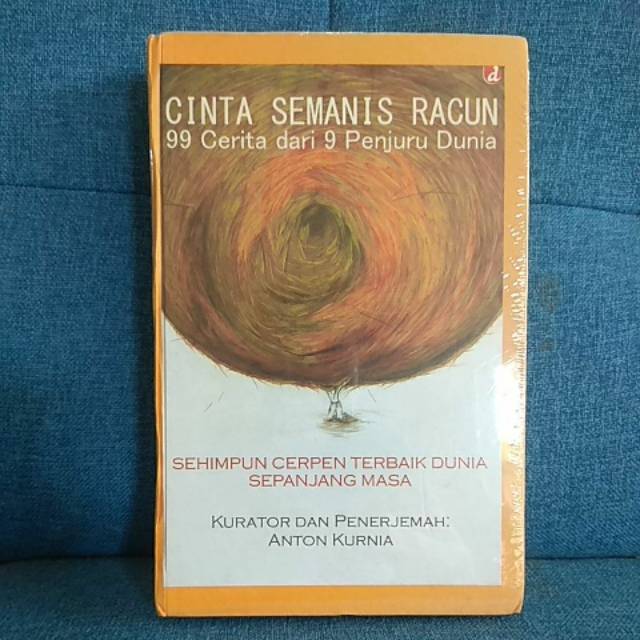 d
CINTA SEMANIS RACUN
99 Cerita dari 9 Penjuru Dunia
SEHIMPUN CERPEN TERBAIK DUNIA
SEPANJANG MASA
KURATOR DAN PENERJEMAH:
ANTON KURNIA